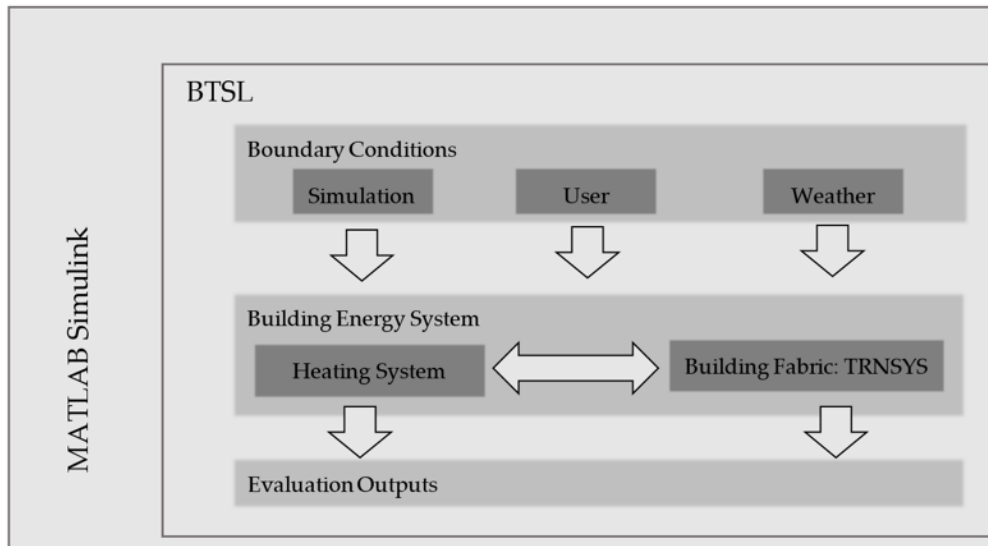 BTSL
Boundary Conditions
Simulation
User
Weather
MATLAB Simulink
Building Energy System
Heating System
Building Fabric: TRNSYS
Evaluation Outputs